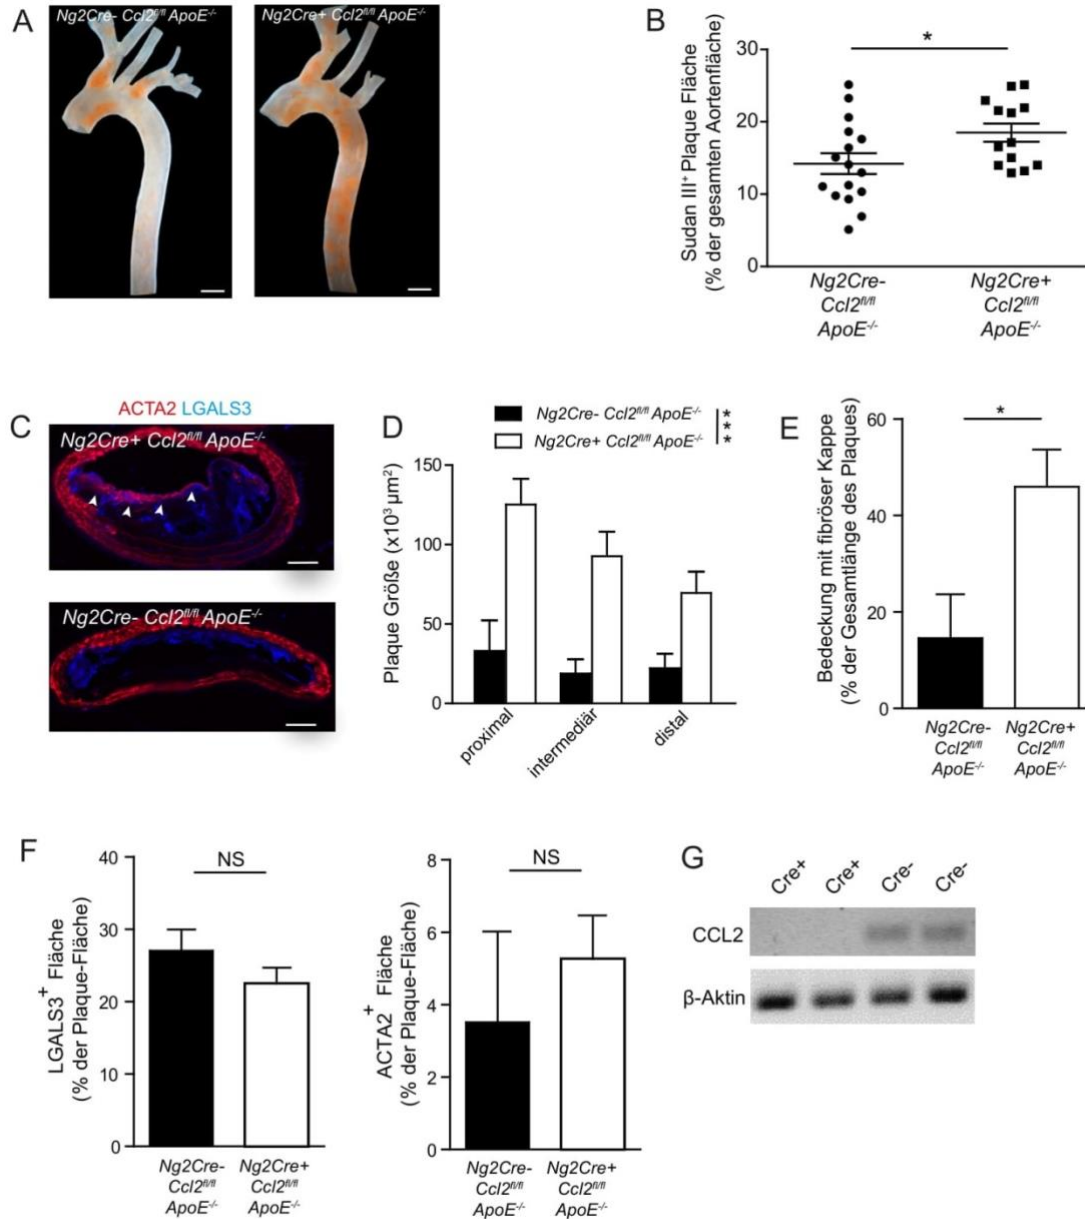 A
Ng2Cre- Ccl2fl/fl ApoE-/-
Ng2Cre+ Ccl2fl/fl ApoE-/-
B
Sudan III+ Plaque Fläche
(% der gesamten Aortenfläche)
30
20
10
0
*
Ng2Cre-
Ccl2fl/fl
ApoE-/-
Ng2Cre+
Ccl2fl/fl
ApoE-/-
C
ACTA2 LGALS3
Ng2Cre+ Ccl2fl/fl ApoE-/-
Ng2Cre- Ccl2fl/fl ApoE-/-
D
Ng2Cre- Ccl2fl/fl ApoE-/-
Ng2Cre+ Ccl2fl/fl ApoE-/-
***
Plaque Größe (x10³ µm²)
150
100
50
0
proximal
intermediär
distal
E
Bedeckung mit fibröser Kappe
(% der Gesamtlänge des Plaques)
60
40
20
0
*
Ng2Cre-
Ccl2fl/fl
ApoE-/-
Ng2Cre+
Ccl2fl/fl
ApoE-/-
F
LGALS3+ Fläche
(% der Plaque-Fläche)
40
30
20
10
0
NS
Ng2Cre-
Ccl2fl/fl
ApoE-/-
Ng2Cre+
Ccl2fl/fl
ApoE-/-
ACTA2+ Fläche
(% der Plaque-Fläche)
8
6
4
2
0
NS
Ng2Cre-
Ccl2fl/fl
ApoE-/-
Ng2Cre+
Ccl2fl/fl
ApoE-/-
G
Cre+
Cre+
Cre-
Cre-
CCL2
β-Aktin